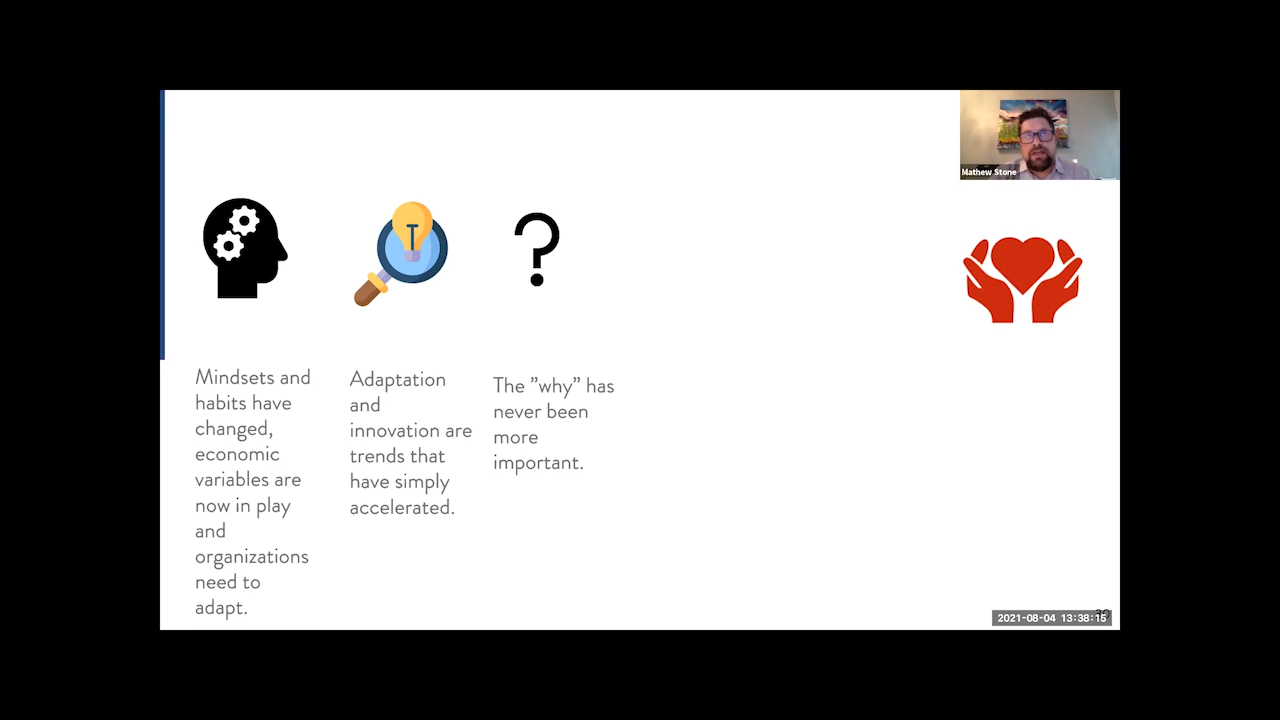 Mathew Stone
Mindsets and
habits have
changed,
economic
variables are
now in play
and
organizations
need to
adapt.
Adaptation
and
innovation are
trends that
have simply
accelerated.
The ”why” has
never been
more
important.
2021-08-04 13:38:15